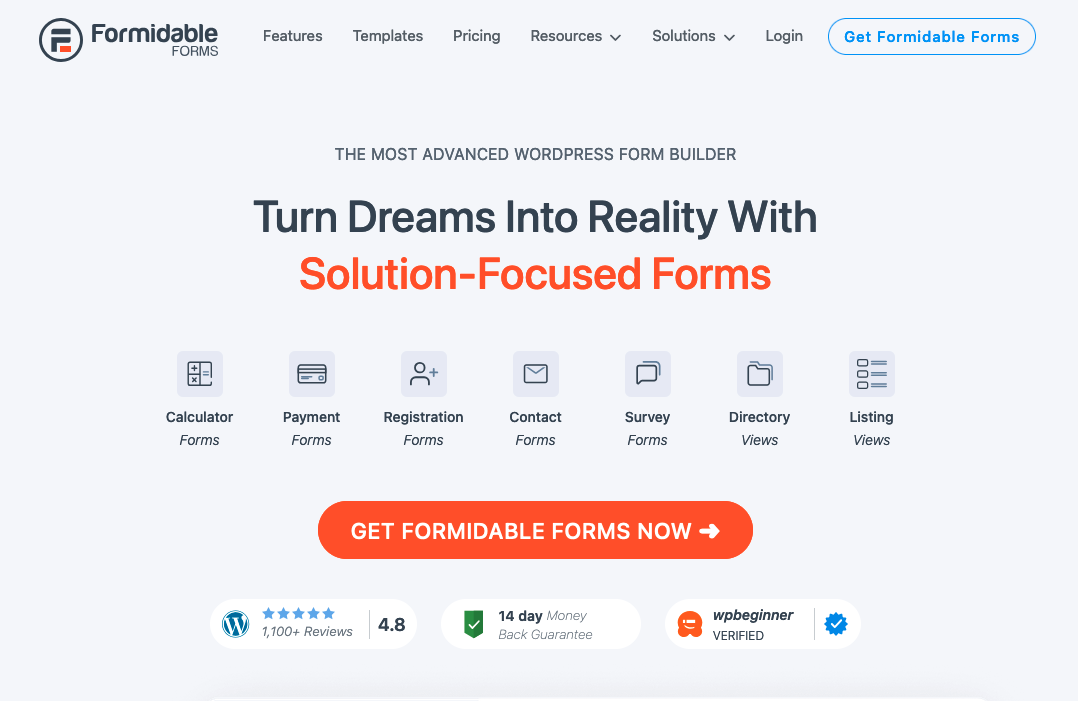 Formidable
FORMS
Features Templates Pricing Resources Solutions Login Get Formidable Forms
THE MOST ADVANCED WORDPRESS FORM BUILDER
Turn Dreams Into Reality With
Solution-Focused Forms
Calculator Payment Registration Contact Survey Directory Listing
Forms Forms Forms Forms Forms Views Views
GET FORMIDABLE FORMS NOW ➜
1,100+ Reviews 4.8
14 day Money
Back Guarantee
wpbeginner
VERIFIED